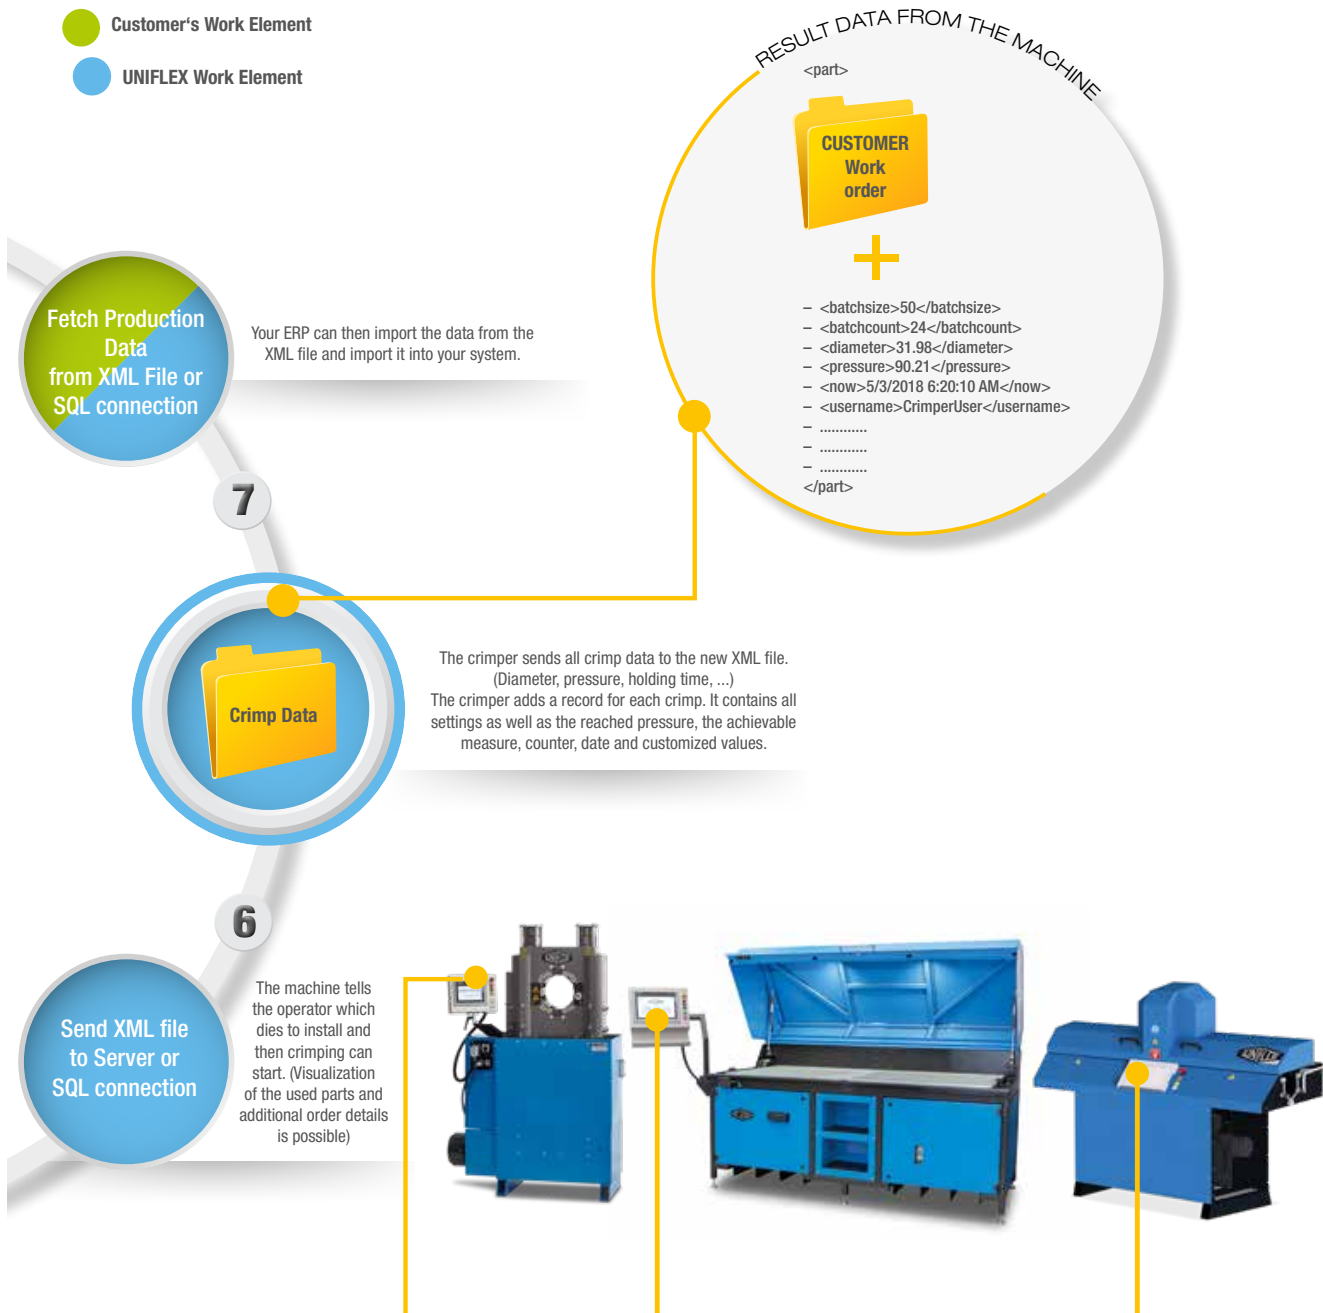 Customer‘s Work Element
UNIFLEX Work Element
RESULT DATA FROM THE MACHINE
<part>
CUSTOMER
Work
order
+
– <batchsize>50</batchsize>
– <batchcount>24</batchcount>
– <diameter>31.98</diameter>
– <pressure>90.21</pressure>
– <now>5/3/2018 6:20:10 AM</now>
– <username>CrimperUser</username>
– ............
– ............
– ............
</part>
Fetch Production
Data
from XML File or
SQL connection
Your ERP can then import the data from the
XML file and import it into your system.
7
Crimp Data
The crimper sends all crimp data to the new XML file.
(Diameter, pressure, holding time, ...)
The crimper adds a record for each crimp. It contains all
settings as well as the reached pressure, the achievable
measure, counter, date and customized values.
6
Send XML file
to Server or
SQL connection
The machine tells
the operator which
dies to install and
then crimping can
start. (Visualization
of the used parts and
additional order details
is possible)
UNIFLEX